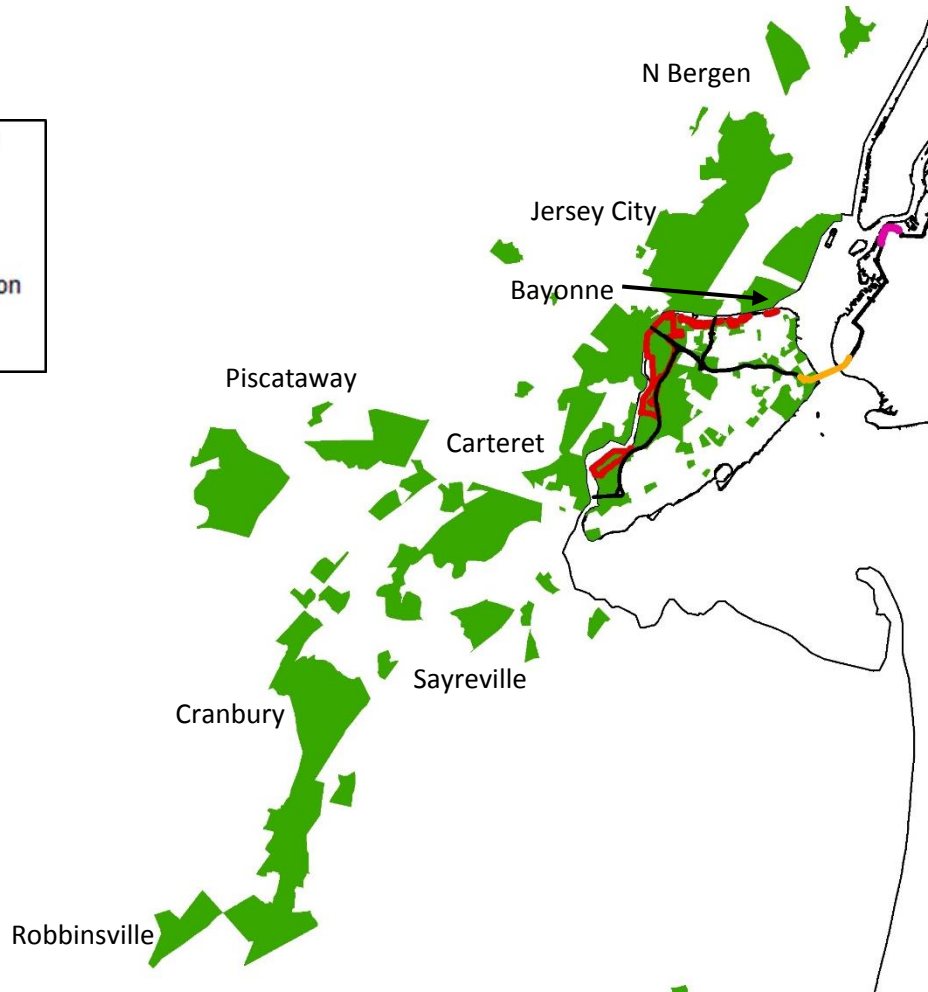 N Bergen
Jersey City
on
Bayonne
Piscataway
Carteret
Sayreville
Cranbury
Robbinsville